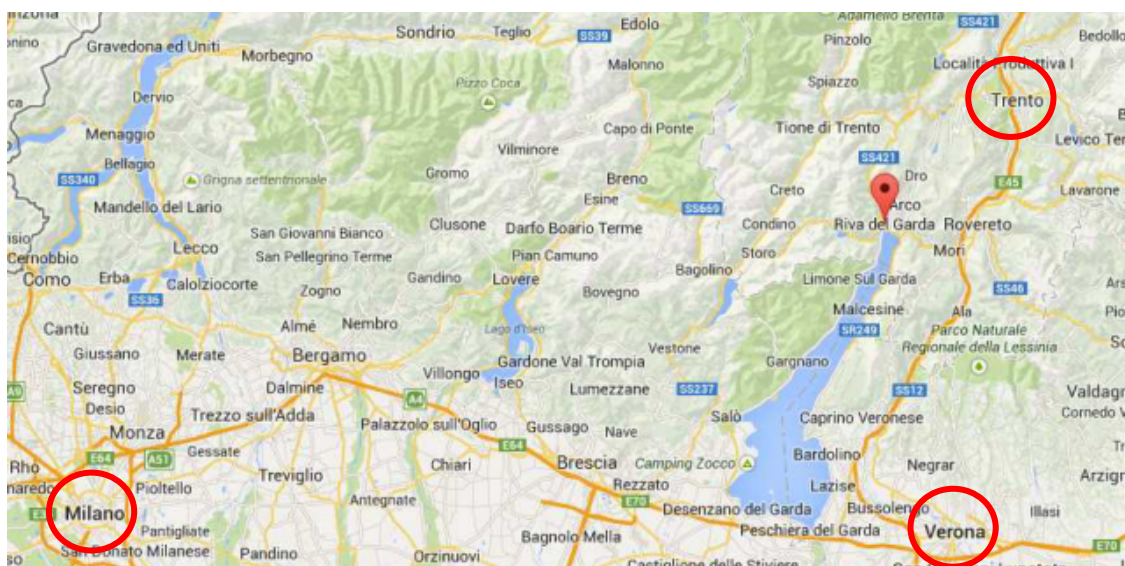 Sondrio
Teglio
SS39
Edolo
Adamello Brenta
SS421
Bedollo
Gravedona ed Uniti
Morbegno
Malonno
Pinzolo
Località Produttiva I
Pizzo Coca
Spiazzo
Trento
Dervio
Menaggio
Capo di Ponte
Tione di Trento
Vilminore
SS421
Bellagio
SS340
Grigna settentrionale
Gromo
Breno
Creto
Dro
E45
Lavarone
Esine
SS669
Arco
Mandello del Lario
San Giovanni Bianco
Clusone
Darfo Boario Terme
Condino
Riva del Garda
Rovereto
Lecco
San Pellegrino Terme
Pian Camuno
Storo
Mori
Cernobbio
Como
Erba
Calolziocorte
Zogno
Gandino
Lovere
Bagolino
Limone Sul Garda
SS46
SS36
Bovegno
Malcesine
Ala
Cantù
Almé
Nembro
Lago d'Iseo
SR249
Parco Naturale
Regionale della Lessinia
Giussano
Merate
Bergamo
Gardone Val Trompia
Vestone
Gargnano
Villongo
Iseo
Seregno
Dalmine
A4
Lumezzane
SS237
SS12
Desio
Trezzo sull'Adda
Palazzolo sull'Oglio
Gussago
Nave
Salò
Caprino Veronese
Monza
E64
Gessate
E64
A51
Rho
Chiari
Brescia
Camping Zocco
Bardolino
Negrar
Pioltello
Treviglio
Rezzato
Lazise
Antegnate
E70
Milano
Desenzano del Garda
Bussolengo
Illasi
Pantigliate
Bagnolo Mella
Peschiera del Garda
Verona
San Donato Milanese
Pandino
Orzinuovi
Castiglione delle Stiviere
E70